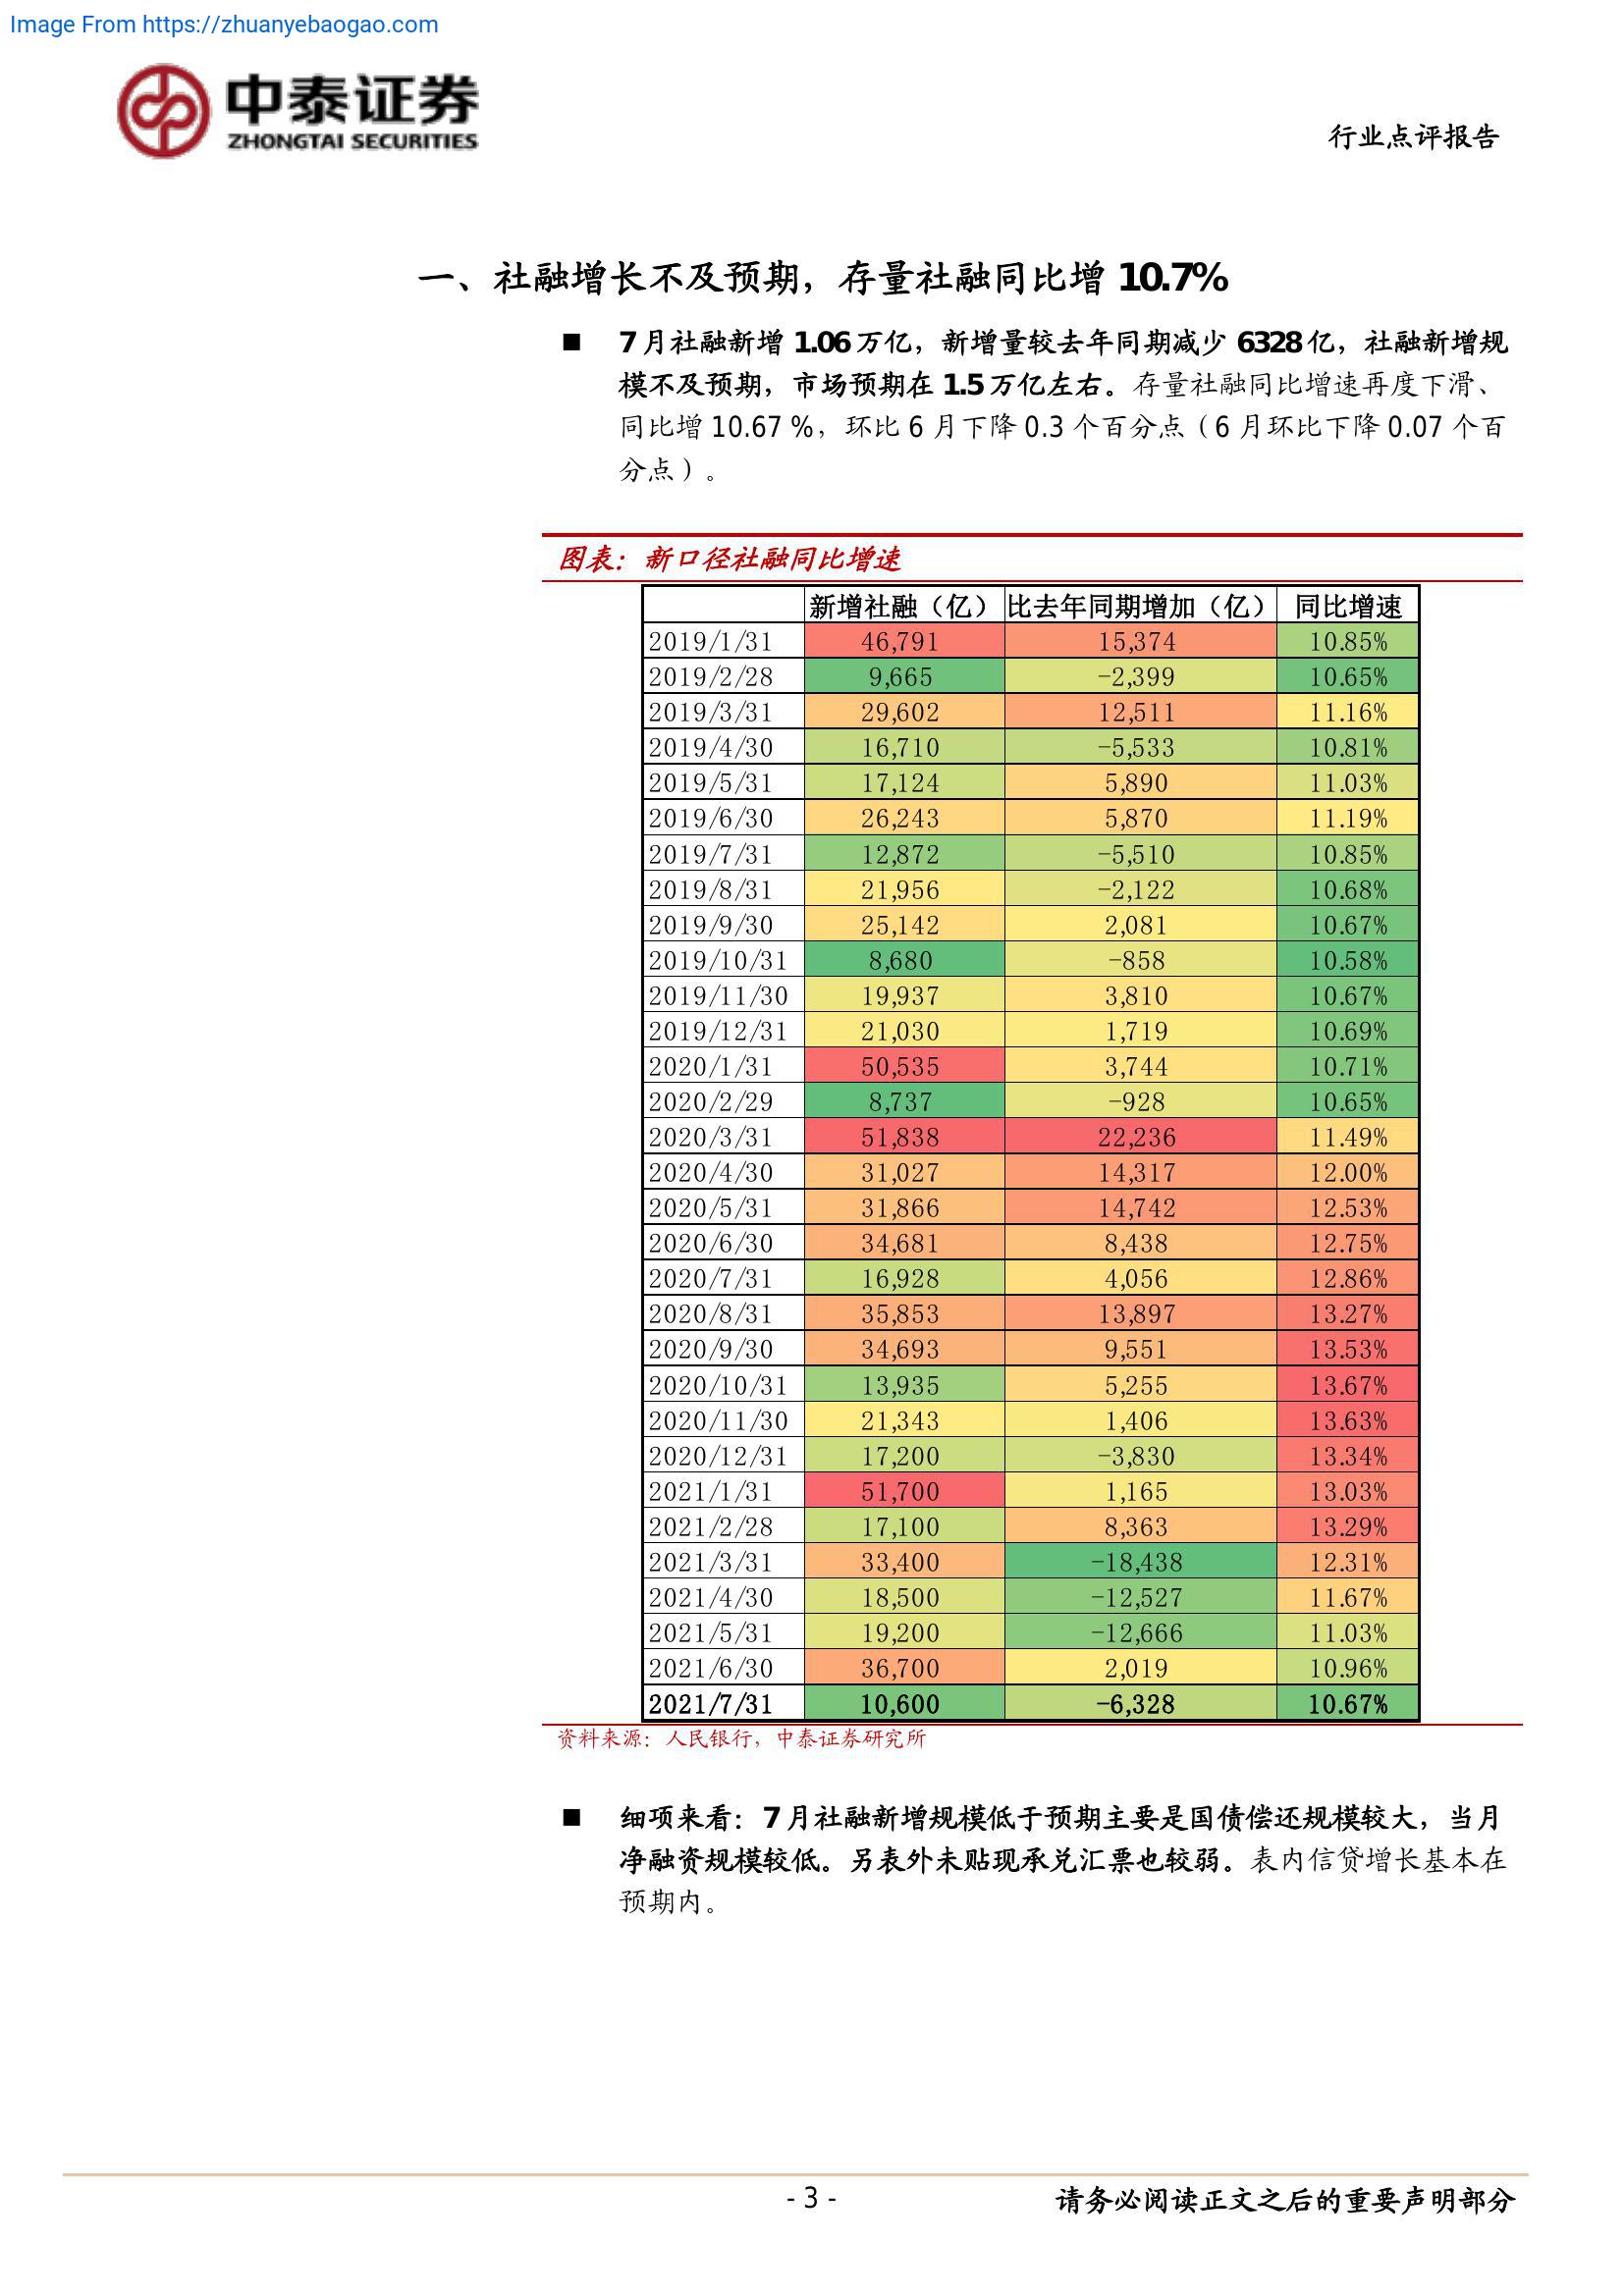 Image From https://zhuanyebaogao.com
中泰证券
ZHONGTAI SECURITIES
行业点评报告
一、社融增长不及预期，存量社融同比增 10.7%
■ 7 月社融新增 1.06 万亿，新增量较去年同期减少 6328 亿，社融新增规
模不及预期，市场预期在 1.5 万亿左右。存量社融同比增速再度下滑、
同比增 10.67 %，环比 6 月下降 0.3 个百分点（6 月环比下降 0.07 个百
分点）。
图表：新口径社融同比增速
新增社融（亿） 比去年同期增加（亿） 同比增速
2019/1/31 46,791 15,374 10.85%
2019/2/28 9,665 -2,399 10.65%
2019/3/31 29,602 12,511 11.16%
2019/4/30 16,710 -5,533 10.81%
2019/5/31 17,124 5,890 11.03%
2019/6/30 26,243 5,870 11.19%
2019/7/31 12,872 -5,510 10.85%
2019/8/31 21,956 -2,122 10.68%
2019/9/30 25,142 2,081 10.67%
2019/10/31 8,680 -858 10.58%
2019/11/30 19,937 3,810 10.67%
2019/12/31 21,030 1,719 10.69%
2020/1/31 50,535 3,744 10.71%
2020/2/29 8,737 -928 10.65%
2020/3/31 51,838 22,236 11.49%
2020/4/30 31,027 14,317 12.00%
2020/5/31 31,866 14,742 12.53%
2020/6/30 34,681 8,438 12.75%
2020/7/31 16,928 4,056 12.86%
2020/8/31 35,853 13,897 13.27%
2020/9/30 34,693 9,551 13.53%
2020/10/31 13,935 5,255 13.67%
2020/11/30 21,343 1,406 13.63%
2020/12/31 17,200 -3,830 13.34%
2021/1/31 51,700 1,165 13.03%
2021/2/28 17,100 8,363 13.29%
2021/3/31 33,400 -18,438 12.31%
2021/4/30 18,500 -12,527 11.67%
2021/5/31 19,200 -12,666 11.03%
2021/6/30 36,700 2,019 10.96%
2021/7/31 10,600 -6,328 10.67%
资料来源：人民银行，中泰证券研究所
■ 细项来看：7 月社融新增规模低于预期主要是国债偿还规模较大，当月
净融资规模较低。另表外未贴现承兑汇票也较弱。表内信贷增长基本在
预期内。
- 3 -
请务必阅读正文之后的重要声明部分